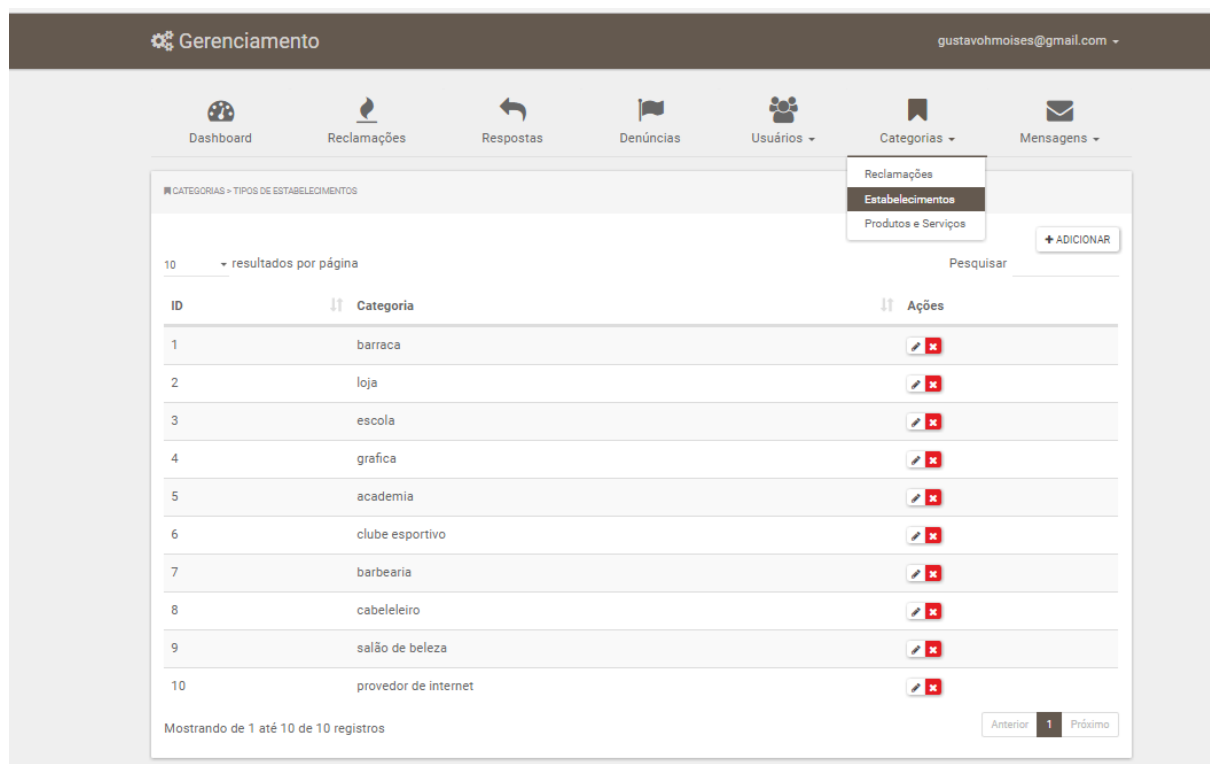 Gerenciamento gustavohmoises@gmail.com
Dashboard Reclamações Respostas Denúncias Usuários Categorias Mensagens
Reclamações
Estabelecimentos
Produtos e Serviços
CATEGORIAS > TIPOS DE ESTABELECIMENTOS
+ ADICIONAR
10 resultados por página Pesquisar
ID Categoria Ações
1 barraca
2 loja
3 escola
4 grafica
5 academia
6 clube esportivo
7 barbearia
8 cabeleleiro
9 salão de beleza
10 provedor de internet
Mostrando de 1 até 10 de 10 registros Anterior 1 Próximo